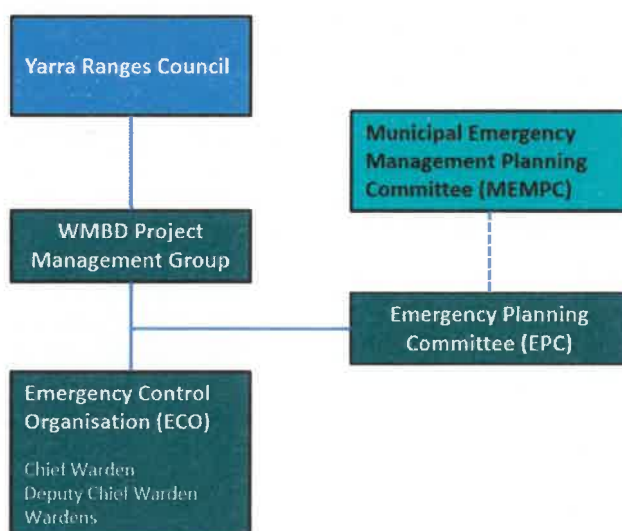 Yarra Ranges Council
Municipal Emergency
Management Planning
Committee (MEMPC)
WMBD Project
Management Group
Emergency Planning
Committee (EPC)
Emergency Control
Organisation (ECO)
Chief Warden
Deputy Chief Warden
Wardens